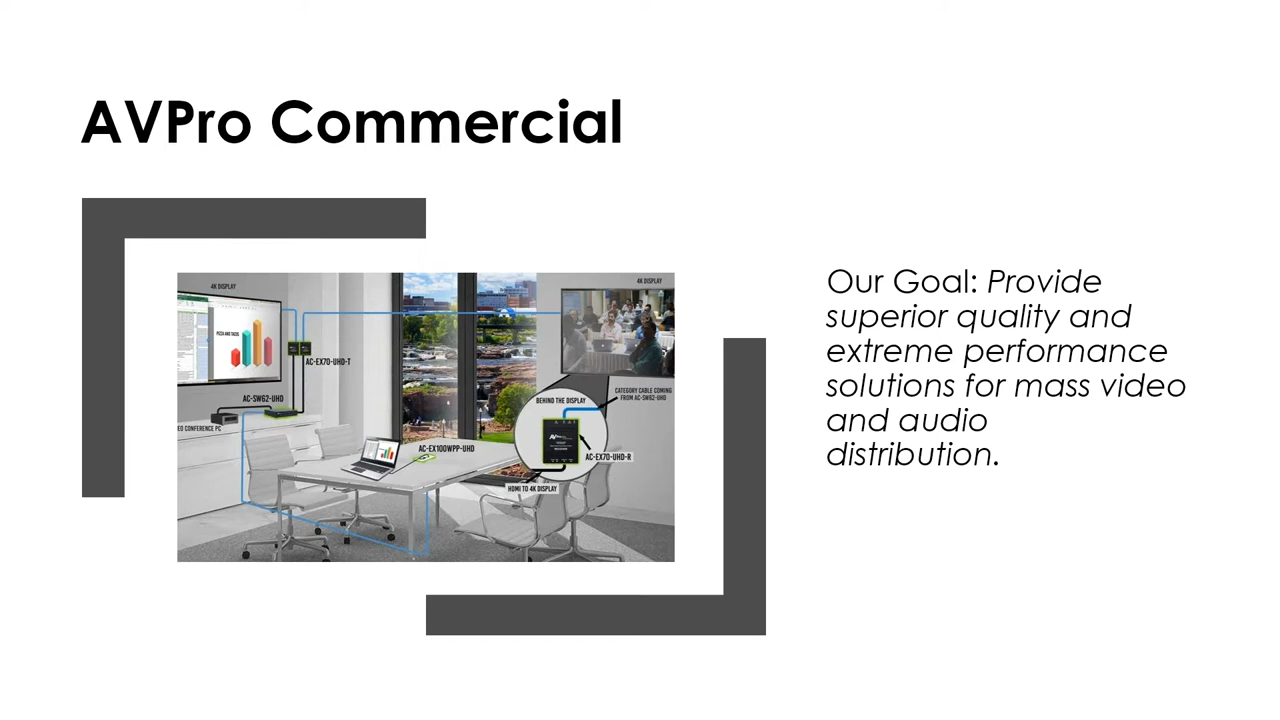 AVPro Commercial
4K DISPLAY
4K DISPLAY
PIZZA AND TACOS
AC-EX70-UHD-T
AC-SW62-UHD
EO CONFERENCE PC
BEHIND THE DISPLAY
CATEGORY CABLE COMING
FROM AC-SW62-UHD
AC-EX100WPP-UHD
AVPro
AC-EX70-UHD-R
HDMI TO 4K DISPLAY
Our Goal: Provide
superior quality and
extreme performance
solutions for mass video
and audio
distribution.